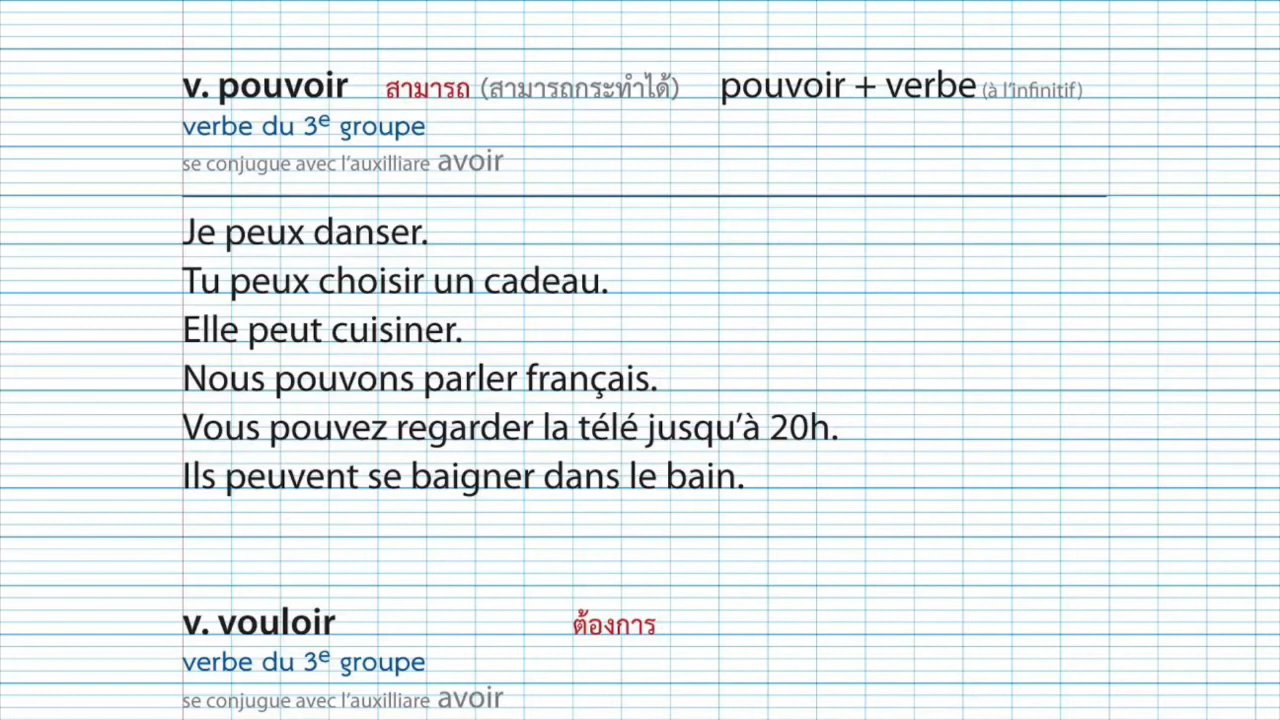 v. pouvoir สามารถ (สามารถกระทำได้) pouvoir + verbe (à l'infinitif)
verbe du 3e groupe
se conjugue avec l'auxilliare avoir
Je peux danser.
Tu peux choisir un cadeau.
Elle peut cuisiner.
Nous pouvons parler français.
Vous pouvez regarder la télé jusqu'à 20h.
Ils peuvent se baigner dans le bain.
v. vouloir ต้องการ
verbe du 3e groupe
se conjugue avec l'auxilliare avoir